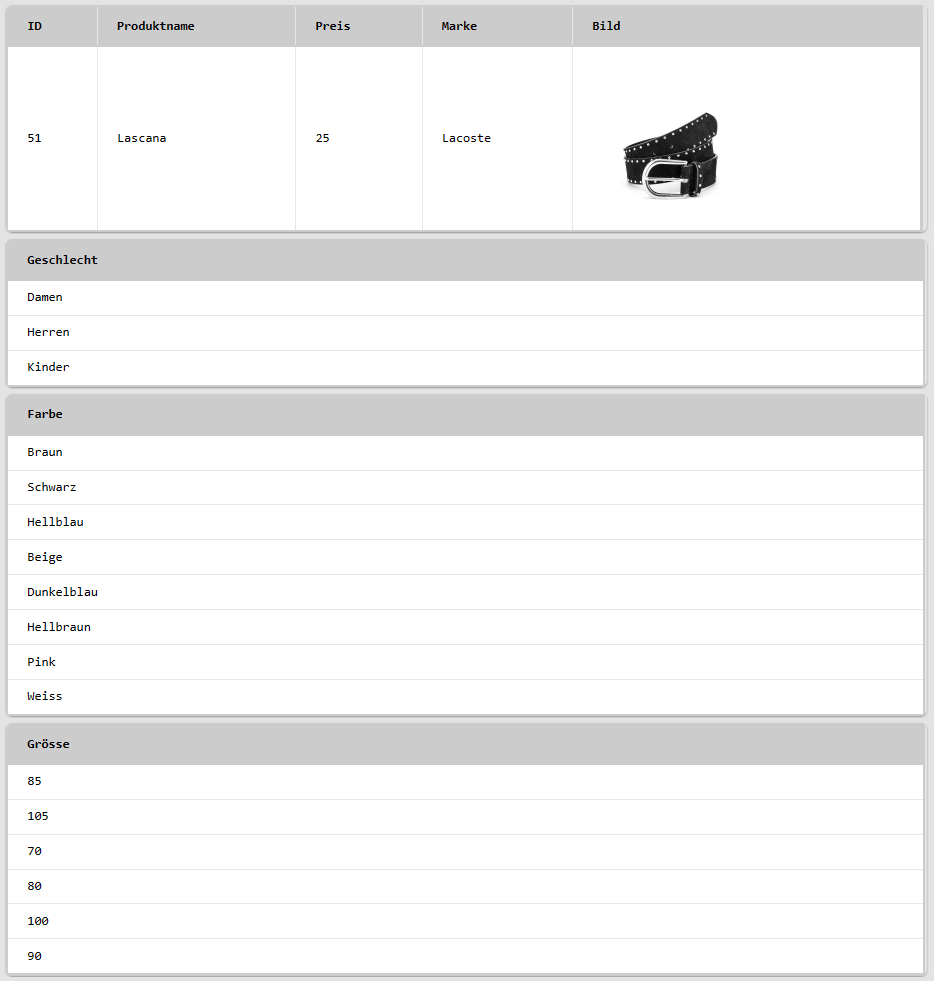 ID Produktname Preis Marke Bild
51 Lascana 25 Lacoste
Geschlecht
Damen
Herren
Kinder
Farbe
Braun
Schwarz
Hellblau
Beige
Dunkelblau
Hellbraun
Pink
Weiss
Grösse
85
105
70
80
100
90